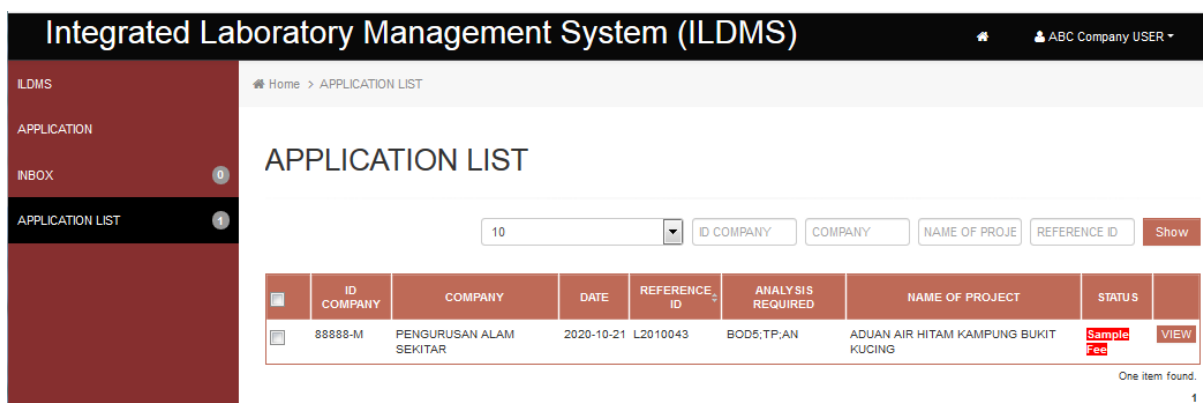 Integrated Laboratory Management System (ILDMS)
ABC Company USER
ILDMS
APPLICATION
INBOX 0
APPLICATION LIST 1
Home > APPLICATION LIST
APPLICATION LIST
10 ID COMPANY COMPANY NAME OF PROJE REFERENCE ID Show
ID COMPANY COMPANY DATE REFERENCE ID ANALYSIS REQUIRED NAME OF PROJECT STATUS
88888-M PENGURUSAN ALAM SEKITAR 2020-10-21 L2010043 BOD5;TP;AN ADUAN AIR HITAM KAMPUNG BUKIT KUCING Sample Fee VIEW
One item found.
1